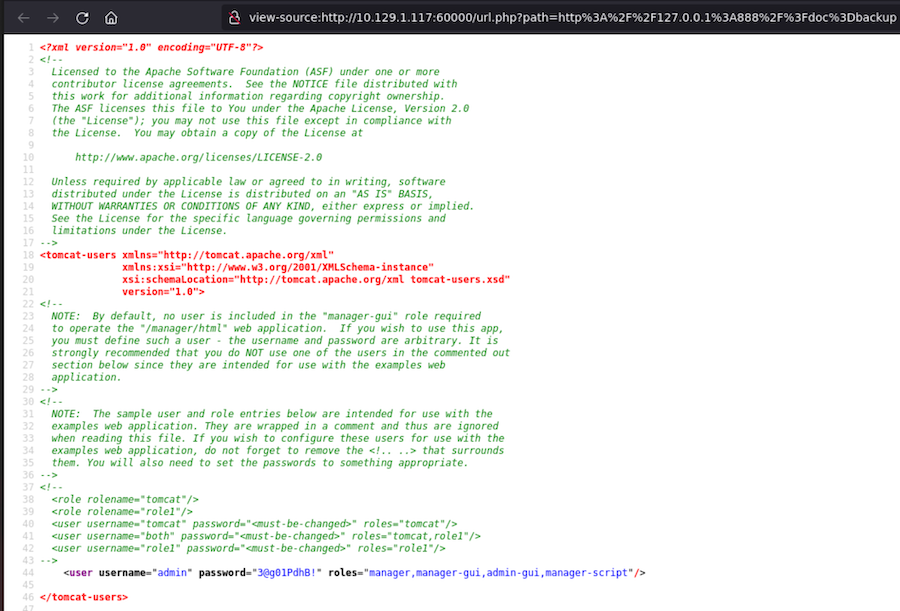 view-source:http://10.129.1.117:60000/url.php?path=http%3A%2F%2F127.0.0.1%3A888%2F%3Fdoc%3Dbackup
1 <?xml version="1.0" encoding="UTF-8"?>
2 <!--
3 Licensed to the Apache Software Foundation (ASF) under one or more
4 contributor license agreements. See the NOTICE file distributed with
5 this work for additional information regarding copyright ownership.
6 The ASF licenses this file to You under the Apache License, Version 2.0
7 (the "License"); you may not use this file except in compliance with
8 the License. You may obtain a copy of the License at
9
10 http://www.apache.org/licenses/LICENSE-2.0
11
12 Unless required by applicable law or agreed to in writing, software
13 distributed under the License is distributed on an "AS IS" BASIS,
14 WITHOUT WARRANTIES OR CONDITIONS OF ANY KIND, either express or implied.
15 See the License for the specific language governing permissions and
16 limitations under the License.
17 -->
18 <tomcat-users xmlns="http://tomcat.apache.org/xml"
19 xmlns:xsi="http://www.w3.org/2001/XMLSchema-instance"
20 xsi:schemaLocation="http://tomcat.apache.org/xml tomcat-users.xsd"
21 version="1.0">
22 <!--
23 NOTE: By default, no user is included in the "manager-gui" role required
24 to operate the "/manager/html" web application. If you wish to use this app,
25 you must define such a user - the username and password are arbitrary. It is
26 strongly recommended that you do NOT use one of the users in the commented out
27 section below since they are intended for use with the examples web
28 application.
29 -->
30 <!--
31 NOTE: The sample user and role entries below are intended for use with the
32 examples web application. They are wrapped in a comment and thus are ignored
33 when reading this file. If you wish to configure these users for use with the
34 examples web application, do not forget to remove the <!.. ..> that surrounds
35 them. You will also need to set the passwords to something appropriate.
36 -->
37 <!--
38 <role rolename="tomcat"/>
39 <role rolename="role1"/>
40 <user username="tomcat" password="<must-be-changed>" roles="tomcat"/>
41 <user username="both" password="<must-be-changed>" roles="tomcat,role1"/>
42 <user username="role1" password="<must-be-changed>" roles="role1"/>
43 -->
44 <user username="admin" password="3@g01PdhB!" roles="manager,manager-gui,admin-gui,manager-script"/>
45
46 </tomcat-users>
47